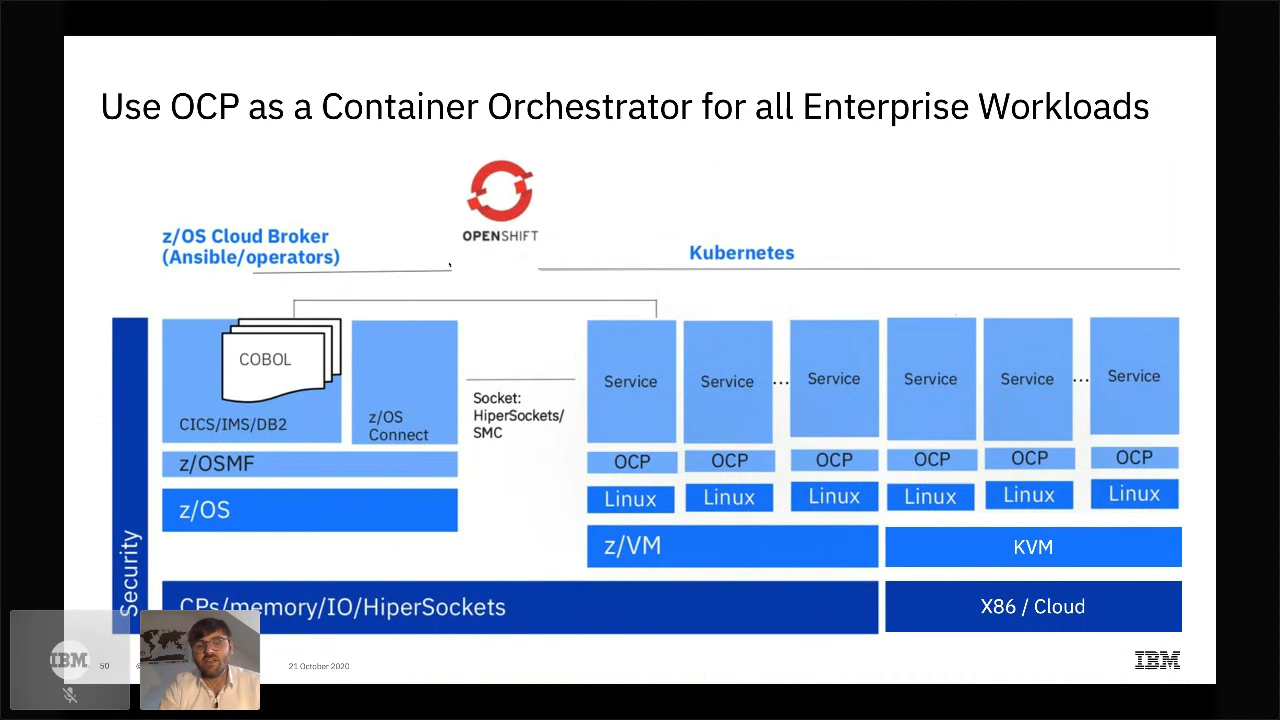 Use OCP as a Container Orchestrator for all Enterprise Workloads
OPENSHIFT
z/OS Cloud Broker
(Ansible/operators)
Kubernetes
COBOL
CICS/IMS/DB2
z/OS
Connect
Socket:
HiperSockets/
SMC
Service
Service
...
Service
Service
Service
...
Service
z/OSMF
OCP
OCP
OCP
OCP
OCP
OCP
z/OS
Linux
Linux
Linux
Linux
Linux
Linux
Security
z/VM
KVM
CPs/memory/IO/HiperSockets
X86 / Cloud
IBM
50
21 October 2020
IBM